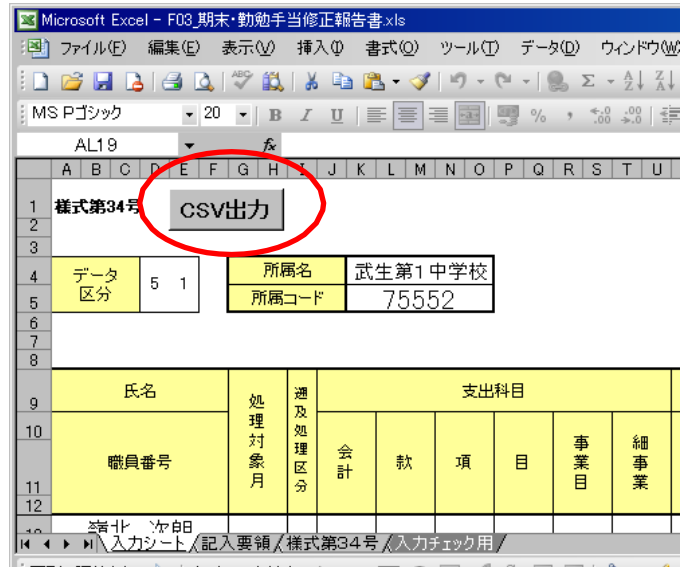 Microsoft Excel - F03_期末・勤勉手当修正報告書.xls
ファイル(F) 編集(E) 表示(V) 挿入(I) 書式(O) ツール(T) データ(D) ウィンドウ(W)
MS Pゴシック 20 B I U % ,
AL19 fx
A B C D E F G H I J K L M N O P Q R S T U
1 様式第34号 CSV出力
2
3
4 データ区分 5 1 所属名 武生第1中学校
5 所属コード 75552
6
7
8
9 氏名 処理対象月 遡及処理区分 支出科目
10
11 職員番号 会計 款 項 目 事業目 細事業
12
嶺北 次朗
入力シート 記入要領 様式第34号 入力チェック用